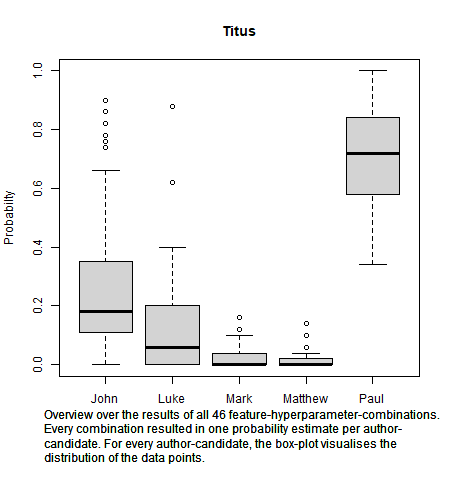 Titus
Probabilty
1.0
0.8
0.6
0.4
0.2
0.0
John Luke Mark Matthew Paul
Overview over the results of all 46 feature-hyperparameter-combinations.
Every combination resulted in one probability estimate per author-
candidate. For every author-candidate, the box-plot visualises the
distribution of the data points.